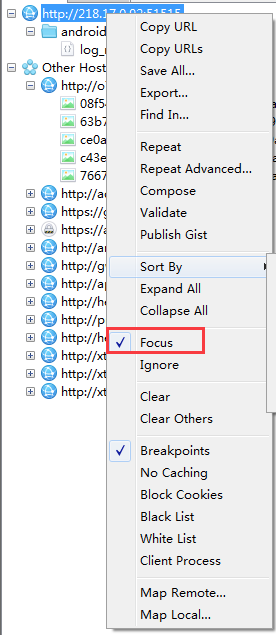 http://218.17.
Copy URL
android
Copy URLs
log_
Save All...
Other Host
Export...
http://o
Find In...
08f5
63b7
Repeat
ce0a
Repeat Advanced...
c43e
Compose
7667
Validate
http://a
Publish Gist
https://g
https://a
Sort By
http://a
Expand All
http://g
Collapse All
http://ap
http://h
Focus
http://p
Ignore
http://h
http://xt
Clear
http://xt
Clear Others
http://xt
Breakpoints
No Caching
Block Cookies
Black List
White List
Client Process
Map Remote...
Map Local...